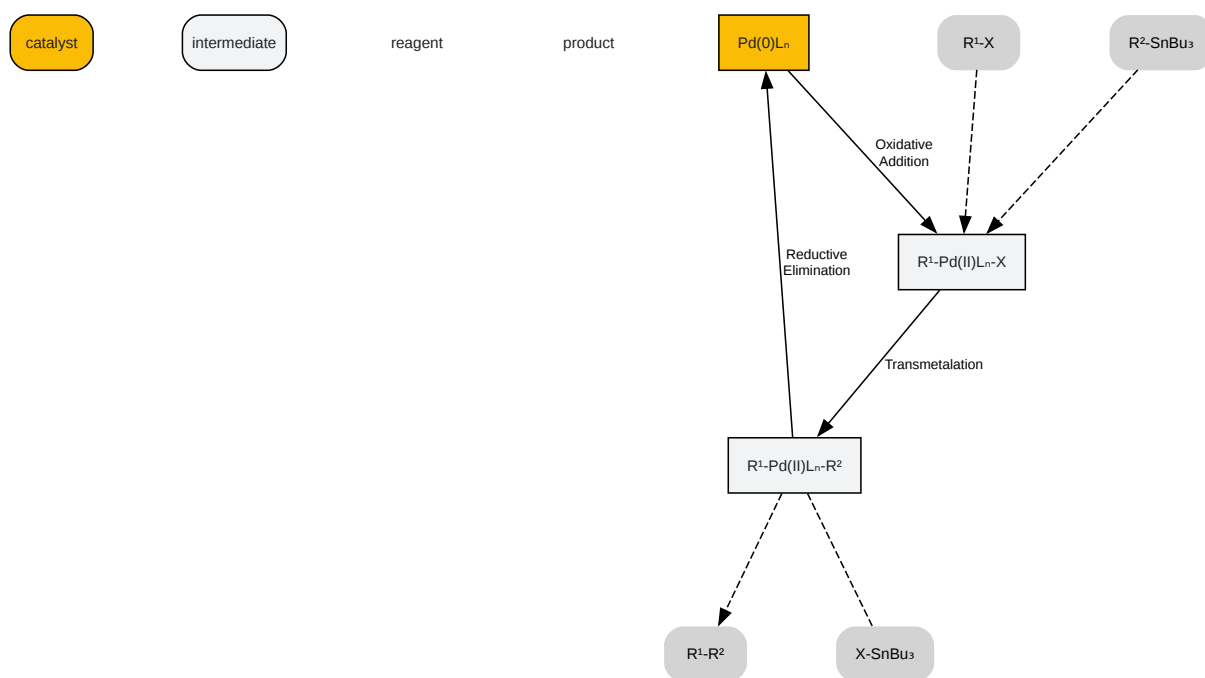 catalyst
intermediate
reagent
product
Pd(0)Lₙ
R¹-X
R²-SnBu₃
Oxidative
Addition
Reductive
Elimination
R¹-Pd(II)Lₙ-X
Transmetalation
R¹-Pd(II)Lₙ-R²
R¹-R²
X-SnBu₃